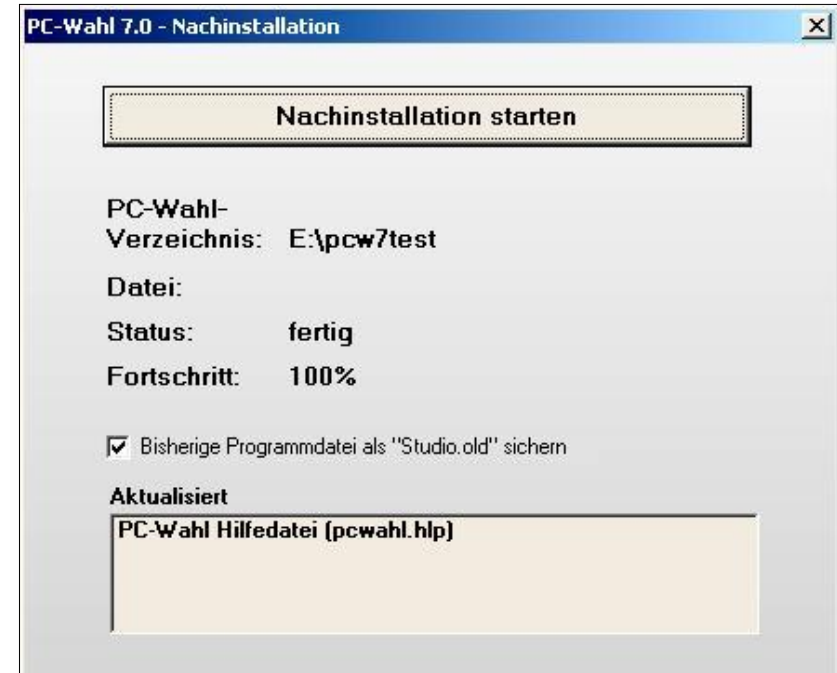 PC-Wahl 7.0 - Nachinstallation
Nachinstallation starten
PC-Wahl-
Verzeichnis: E:\pcw7test
Datei:
Status: fertig
Fortschritt: 100%
Bisherige Programmdatei als "Studio.old" sichern
Aktualisiert
PC-Wahl Hilfedatei (pcwahl.hlp)